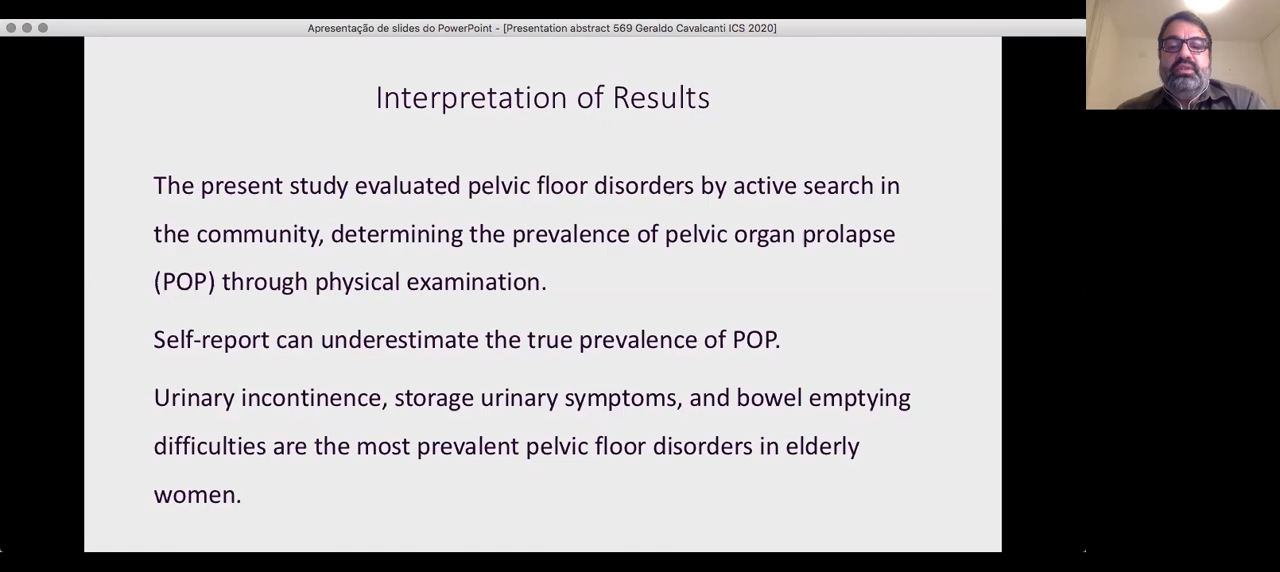 Apresentação de slides do PowerPoint - [Presentation abstract 569 Geraldo Cavalcanti ICS 2020]
Interpretation of Results
The present study evaluated pelvic floor disorders by active search in
the community, determining the prevalence of pelvic organ prolapse
(POP) through physical examination.
Self-report can underestimate the true prevalence of POP.
Urinary incontinence, storage urinary symptoms, and bowel emptying
difficulties are the most prevalent pelvic floor disorders in elderly
women.